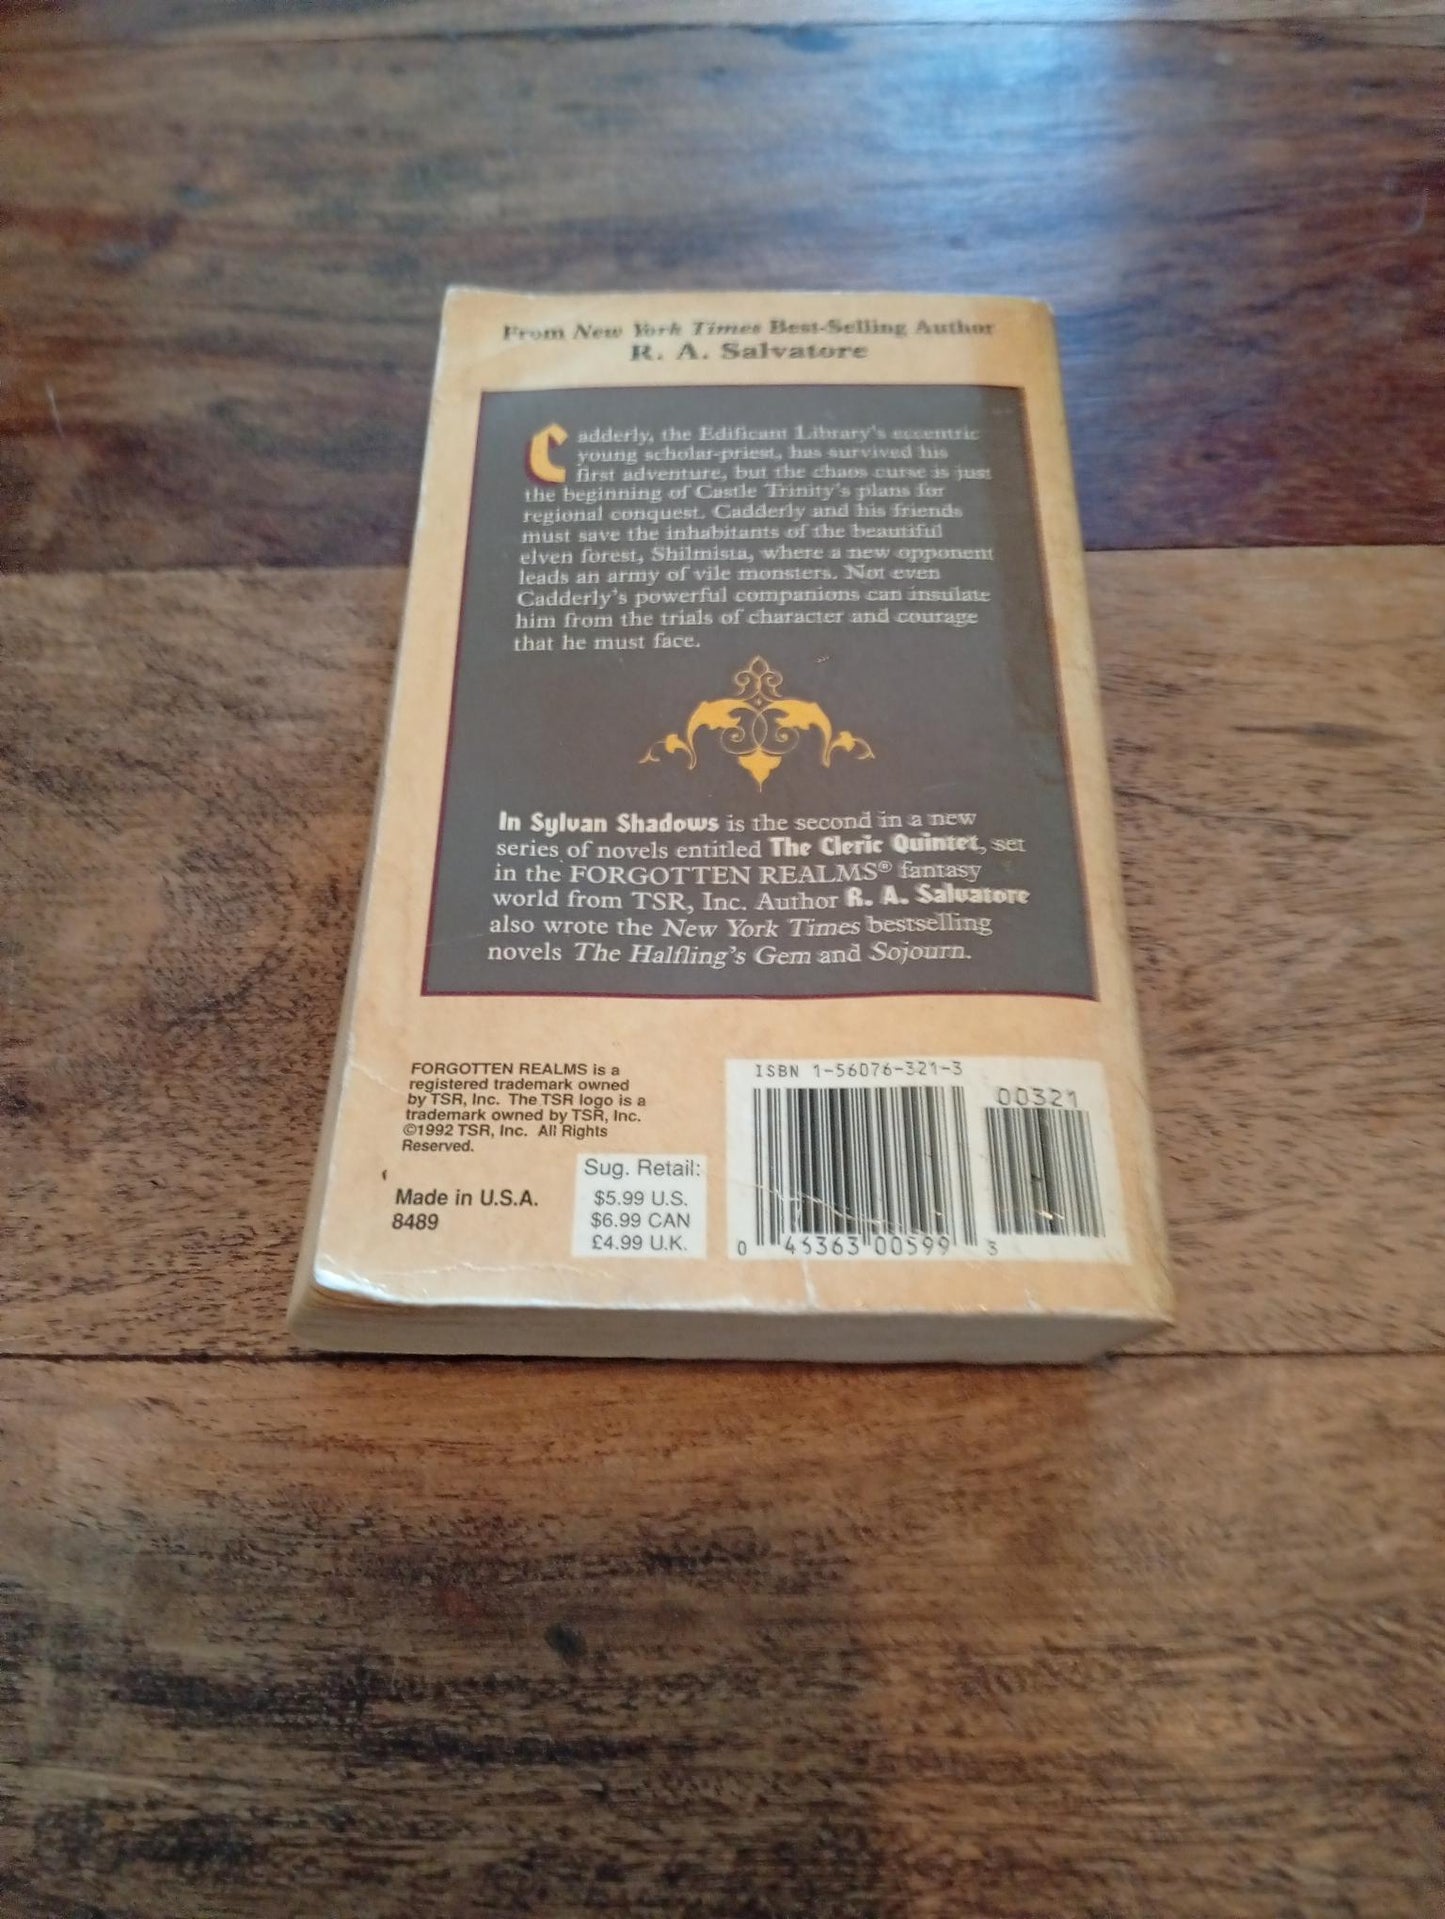 From New York Times Best-Selling Author
R. A. Salvatore
Cadderly, the Edificant Library's eccentric
young scholar-priest, has survived his
first adventure, but the chaos curse is just
the beginning of Castle Trinity's plans for
regional conquest. Cadderly and his friends
must save the inhabitants of the beautiful
elven forest, Shilmista, where a new opponent
leads an army of vile monsters. Not even
Cadderly's powerful companions can insulate
him from the trials of character and courage
that he must face.
In Sylvan Shadows is the second in a new
series of novels entitled The Cleric Quintet, set
in the FORGOTTEN REALMS® fantasy
world from TSR, Inc. Author R. A. Salvatore
also wrote the New York Times bestselling
novels The Halfling's Gem and Sojourn.
FORGOTTEN REALMS is a
registered trademark owned
by TSR, Inc. The TSR logo is a
trademark owned by TSR, Inc.
©1992 TSR, Inc. All Rights
Reserved.
Made in U.S.A.
8489
Sug. Retail:
$5.99 U.S.
$6.99 CAN
£4.99 U.K.
ISBN 1-56076-321-3
00321
0 46363 00599 3